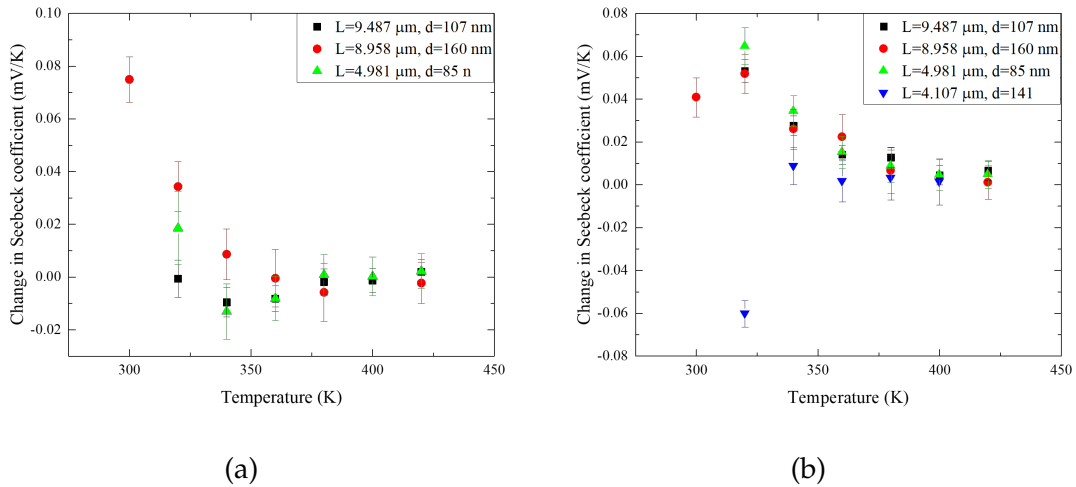 L=9.487 μm, d=107 nm
L=8.958 μm, d=160 nm
L=4.981 μm, d=85 n
0.10
0.08
0.06
0.04
0.02
0.00
-0.02
Change in Seebeck coefficient (mV/K)
300
350
400
450
Temperature (K)
(a)
L=9.487 μm, d=107 nm
L=8.958 μm, d=160 nm
L=4.981 μm, d=85 nm
L=4.107 μm, d=141
0.08
0.06
0.04
0.02
0.00
-0.02
-0.04
-0.06
-0.08
Change in Seebeck coefficient (mV/K)
300
350
400
450
Temperature (K)
(b)